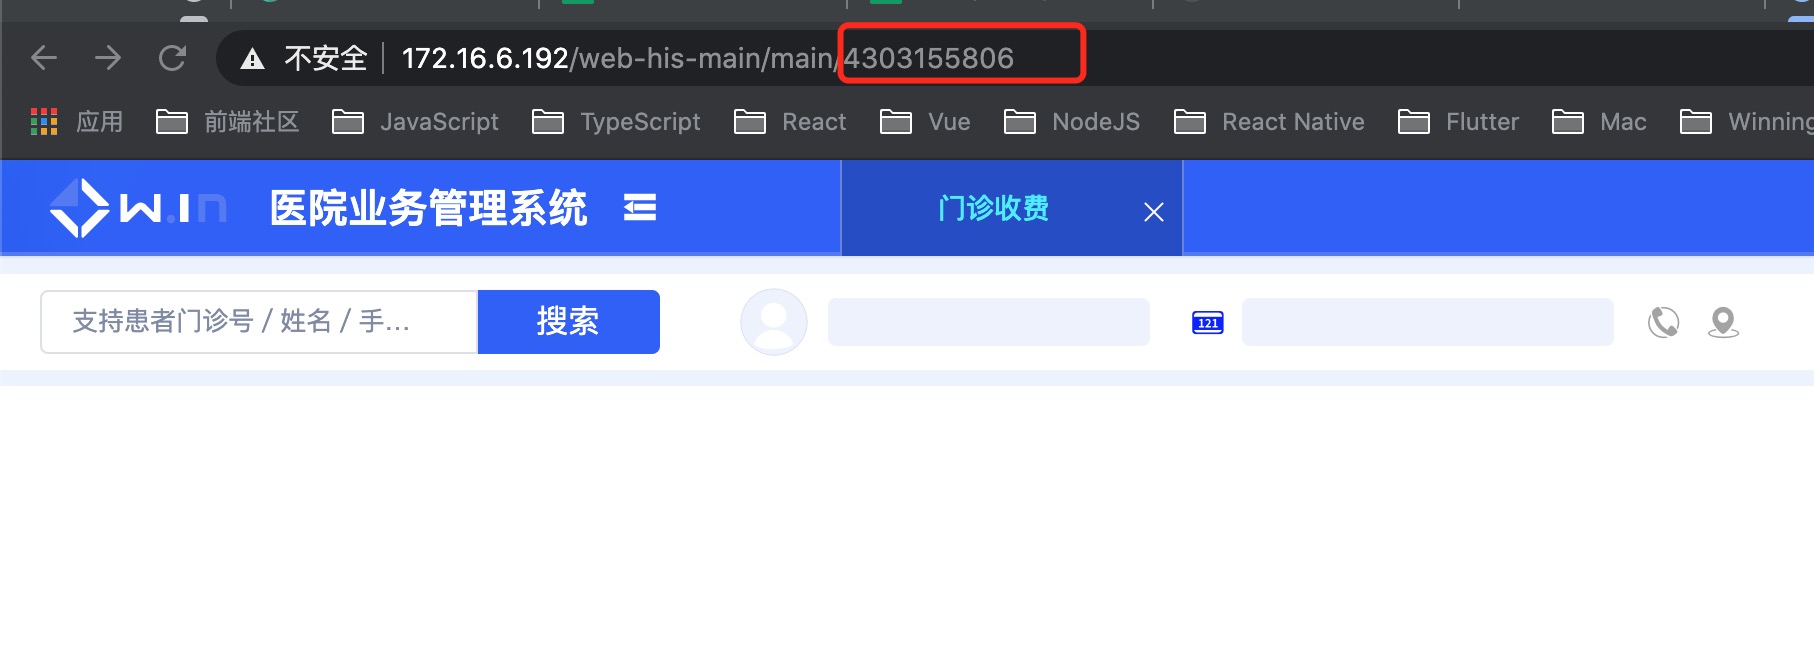 不安全 172.16.6.192/web-his-main/main/4303155806
应用 前端社区 JavaScript TypeScript React Vue NodeJS React Native Flutter Mac Winning
W.In 医院业务管理系统 门诊收费
支持患者门诊号 / 姓名 / 手... 搜索 121